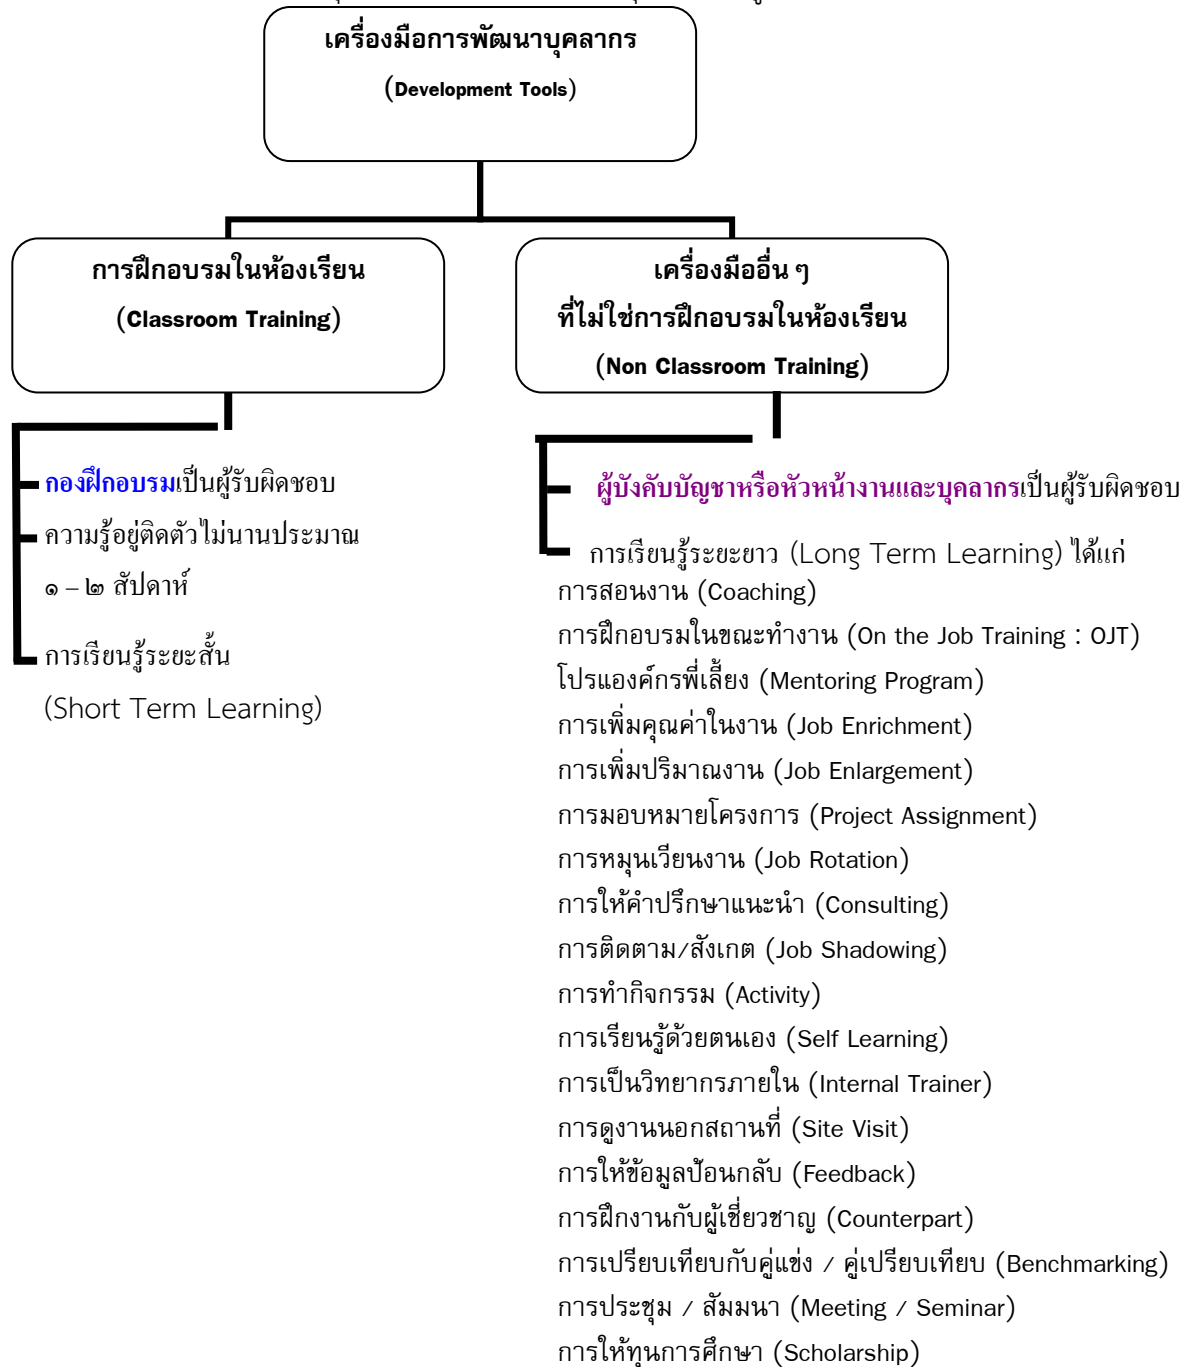 เครื่องมือการพัฒนาบุคลากร
(Development Tools)
การฝึกอบรมในห้องเรียน
(Classroom Training)
เครื่องมืออื่น ๆ
ที่ไม่ใช่การฝึกอบรมในห้องเรียน
(Non Classroom Training)
กองฝึกอบรมเป็นผู้รับผิดชอบ
ความรู้อยู่ติดตัวไม่นานประมาณ
๑ – ๒ สัปดาห์
การเรียนรู้ระยะสั้น
(Short Term Learning)
ผู้บังคับบัญชาหรือหัวหน้างานและบุคลากรเป็นผู้รับผิดชอบ
การเรียนรู้ระยะยาว (Long Term Learning) ได้แก่
การสอนงาน (Coaching)
การฝึกอบรมในขณะทำงาน (On the Job Training : OJT)
โปรแองค์กรพี่เลี้ยง (Mentoring Program)
การเพิ่มคุณค่าในงาน (Job Enrichment)
การเพิ่มปริมาณงาน (Job Enlargement)
การมอบหมายโครงการ (Project Assignment)
การหมุนเวียนงาน (Job Rotation)
การให้คำปรึกษาแนะนำ (Consulting)
การติดตาม/สังเกต (Job Shadowing)
การทำกิจกรรม (Activity)
การเรียนรู้ด้วยตนเอง (Self Learning)
การเป็นวิทยากรภายใน (Internal Trainer)
การดูงานนอกสถานที่ (Site Visit)
การให้ข้อมูลป้อนกลับ (Feedback)
การฝึกงานกับผู้เชี่ยวชาญ (Counterpart)
การเปรียบเทียบกับคู่แข่ง / คู่เปรียบเทียบ (Benchmarking)
การประชุม / สัมมนา (Meeting / Seminar)
การให้ทุนการศึกษา (Scholarship)